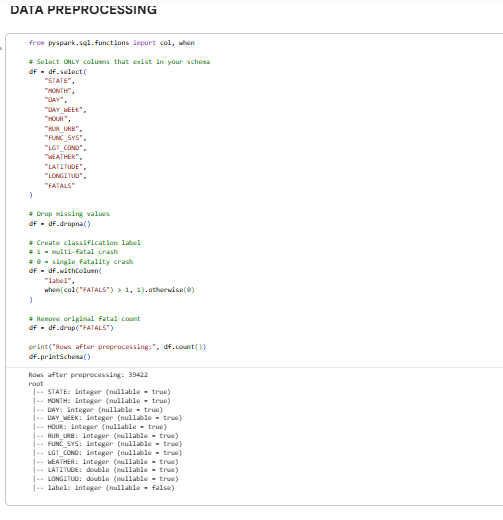 DATA PREPROCESSING
from pyspark.sql.functions import col, when
# Select ONLY columns that exist in your schema
df = df.select(
"STATE",
"MONTH",
"DAY",
"DAY_WEEK",
"HOUR",
"RUR_URB",
"FUNC_SYS",
"LGT_COND",
"WEATHER",
"LATITUDE",
"LONGITUD",
"FATALS"
)
# Drop missing values
df = df.dropna()
# Create classification label
# 1 = multi-fatal crash
# 0 = single fatality crash
df = df.withColumn(
"label",
when(col("FATALS") > 1, 1).otherwise(0)
)
# Remove original fatal count
df = df.drop("FATALS")
print("Rows after preprocessing:", df.count())
df.printSchema()
Rows after preprocessing: 39422
root
|-- STATE: integer (nullable = true)
|-- MONTH: integer (nullable = true)
|-- DAY: integer (nullable = true)
|-- DAY_WEEK: integer (nullable = true)
|-- HOUR: integer (nullable = true)
|-- RUR_URB: integer (nullable = true)
|-- FUNC_SYS: integer (nullable = true)
|-- LGT_COND: integer (nullable = true)
|-- WEATHER: integer (nullable = true)
|-- LATITUDE: double (nullable = true)
|-- LONGITUD: double (nullable = true)
|-- label: integer (nullable = false)